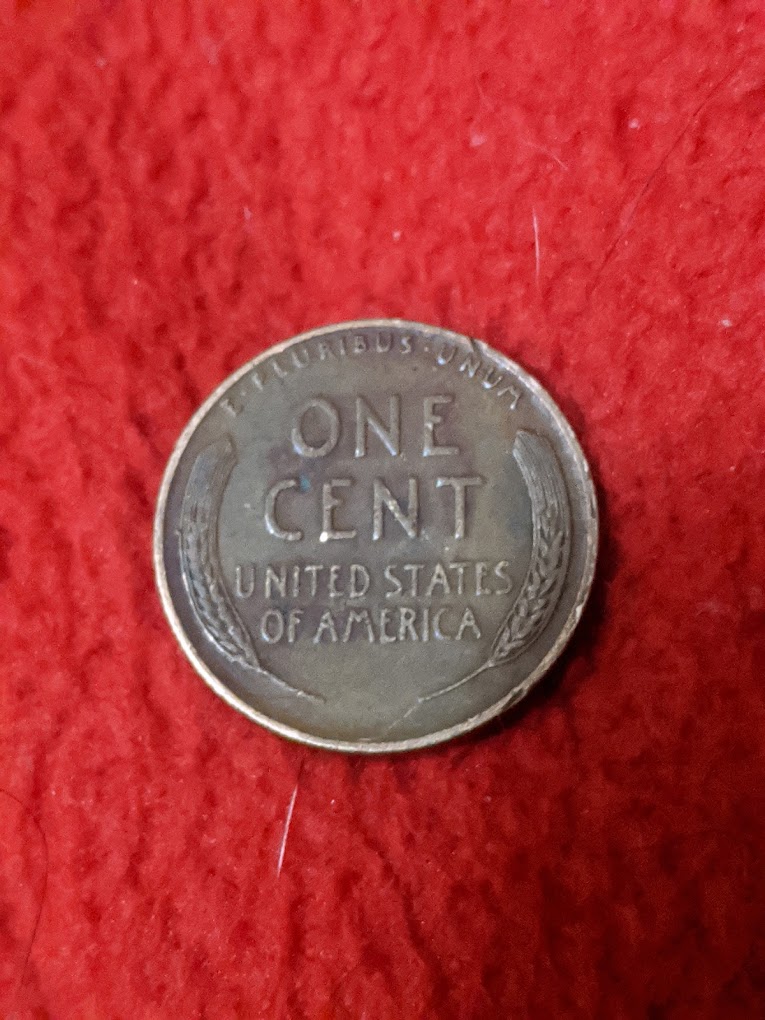 E·PLURIBUS·UNUM
ONE
CENT
UNITED STATES
OF AMERICA